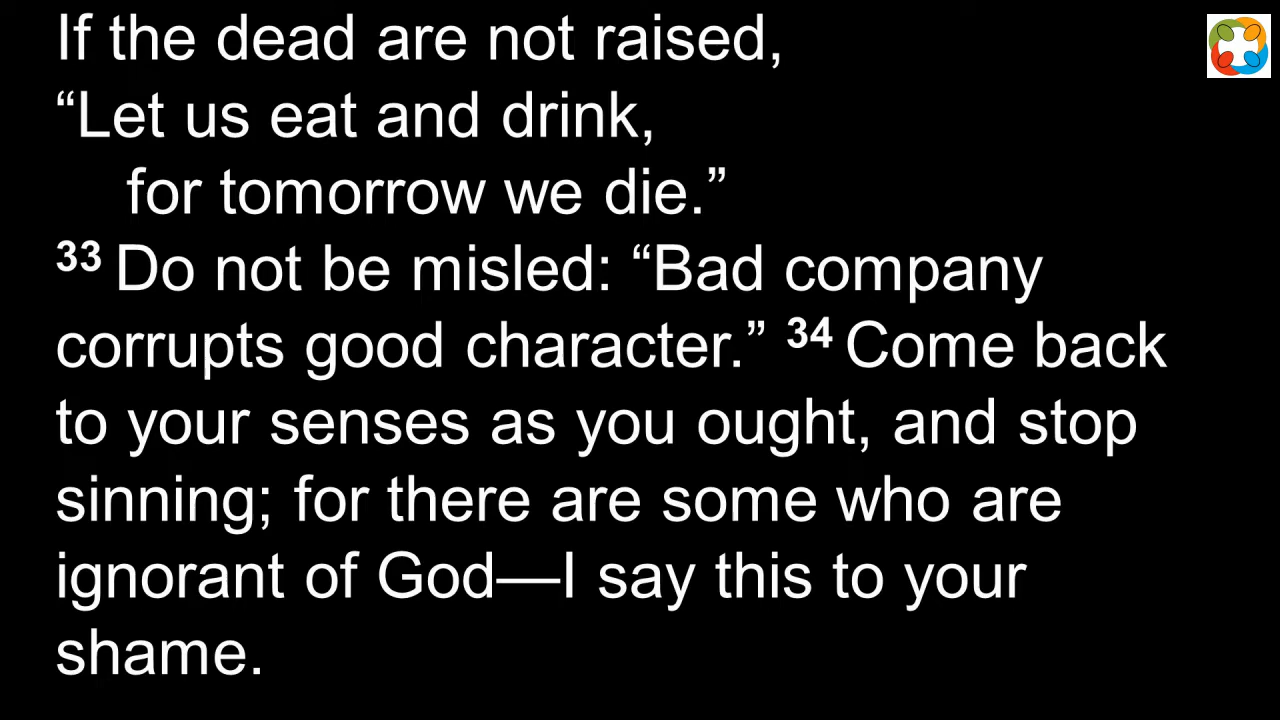 If the dead are not raised,
“Let us eat and drink,
for tomorrow we die.”
33 Do not be misled: “Bad company
corrupts good character.” 34 Come back
to your senses as you ought, and stop
sinning; for there are some who are
ignorant of God—I say this to your
shame.